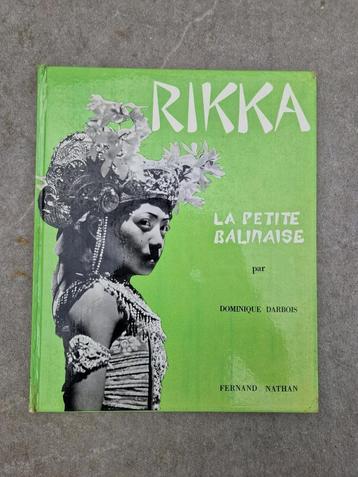 RIKKA
LA PETITE
BALINAISE
par
DOMINIQUE DARBOIS
FERNAND NATHAN